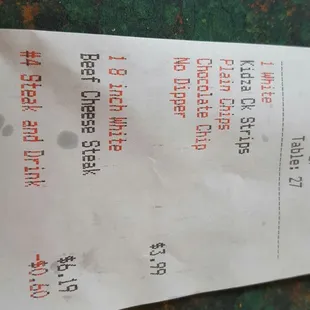 Table: 27
1 White
Kidza Ck Strips $3.99
Plain Chips
Chocolate Chip
No Dipper
1 8 inch White
Beef Cheese Steak $6.19
#4 Steak and Drink -$0.60